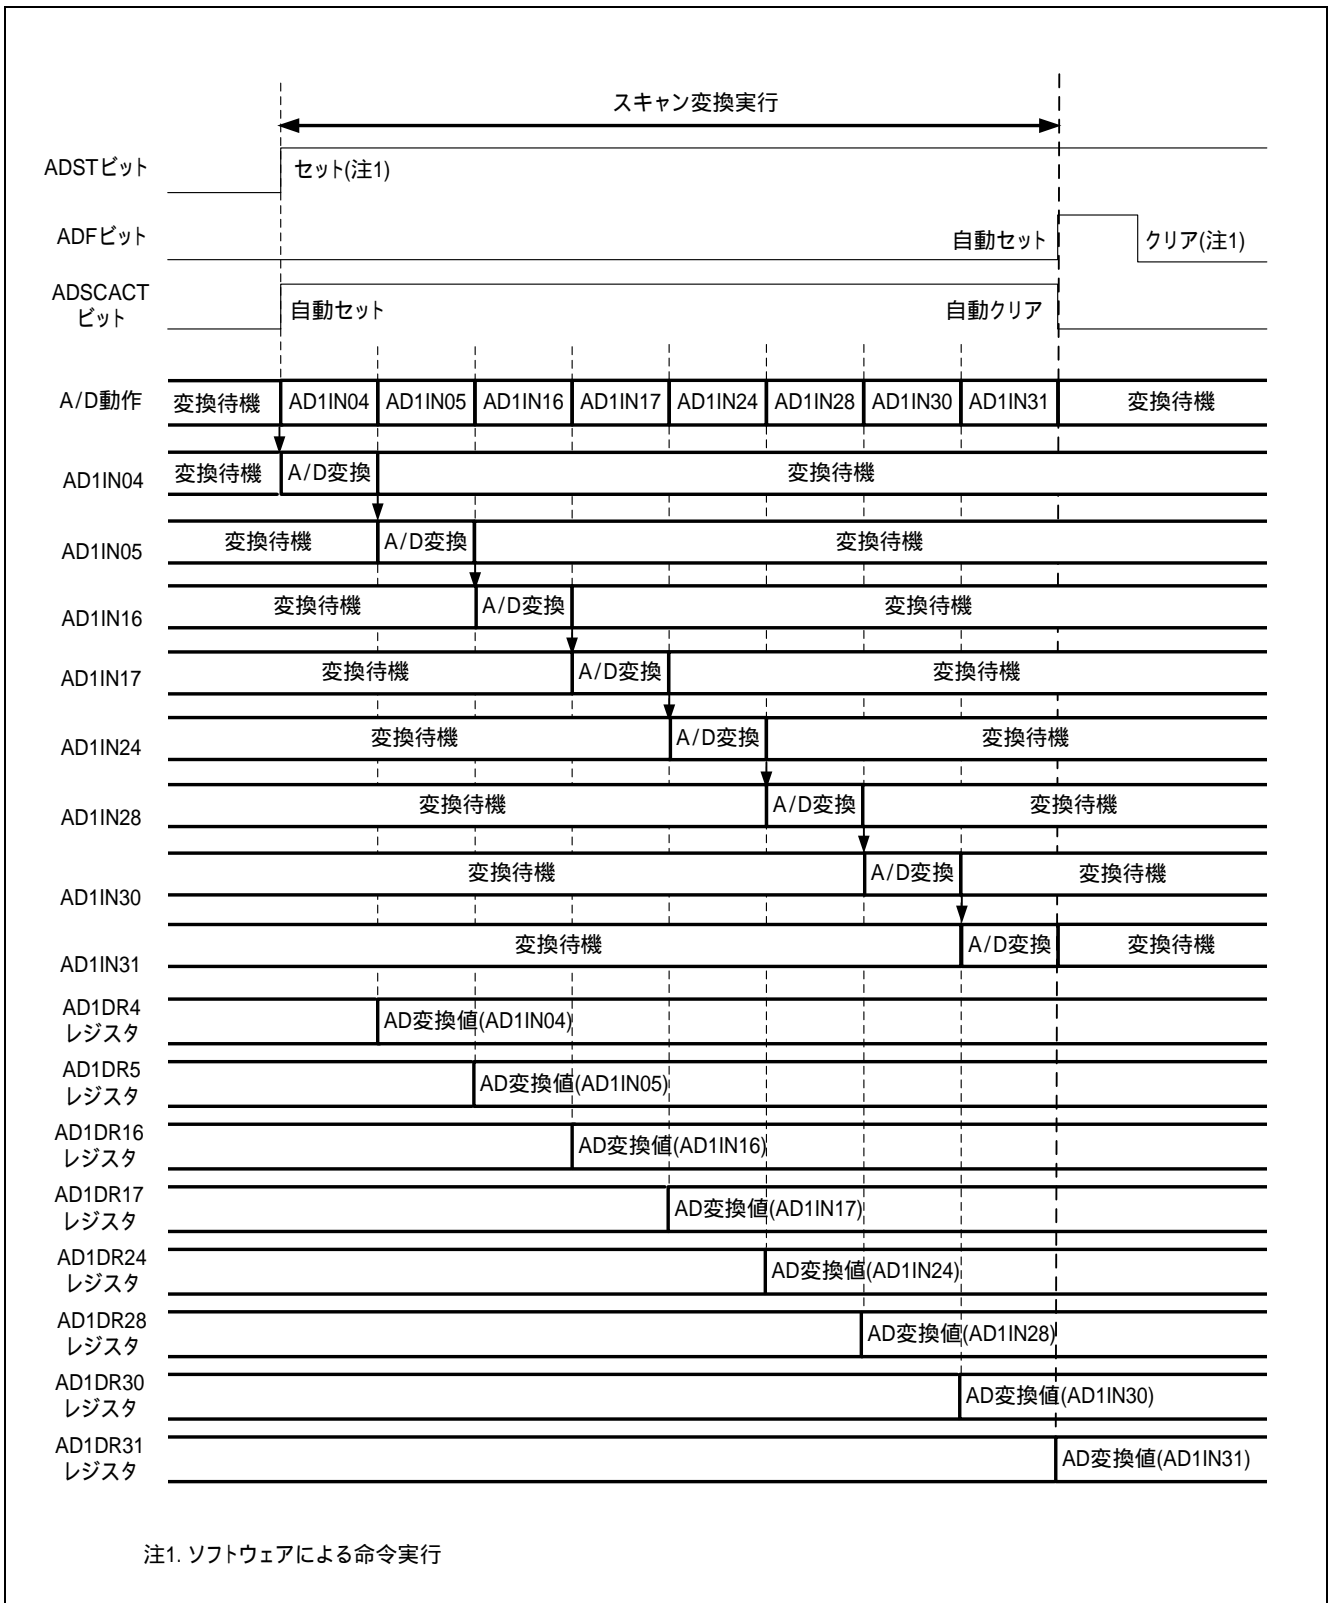 スキャン変換実行
ADSTビット
セット(注1)
ADFビット
自動セット
クリア(注1)
ADSCACT
ビット
自動セット
自動クリア
A/D動作
変換待機 AD1IN04 AD1IN05 AD1IN16 AD1IN17 AD1IN24 AD1IN28 AD1IN30 AD1IN31 変換待機
AD1IN04 変換待機 A/D変換 変換待機
AD1IN05 変換待機 A/D変換 変換待機
AD1IN16 変換待機 A/D変換 変換待機
AD1IN17 変換待機 A/D変換 変換待機
AD1IN24 変換待機 A/D変換 変換待機
AD1IN28 変換待機 A/D変換 変換待機
AD1IN30 変換待機 A/D変換 変換待機
AD1IN31 変換待機 A/D変換 変換待機
AD1DR4
レジスタ
AD変換値(AD1IN04)
AD1DR5
レジスタ
AD変換値(AD1IN05)
AD1DR16
レジスタ
AD変換値(AD1IN16)
AD1DR17
レジスタ
AD変換値(AD1IN17)
AD1DR24
レジスタ
AD変換値(AD1IN24)
AD1DR28
レジスタ
AD変換値(AD1IN28)
AD1DR30
レジスタ
AD変換値(AD1IN30)
AD1DR31
レジスタ
AD変換値(AD1IN31)
注1. ソフトウェアによる命令実行